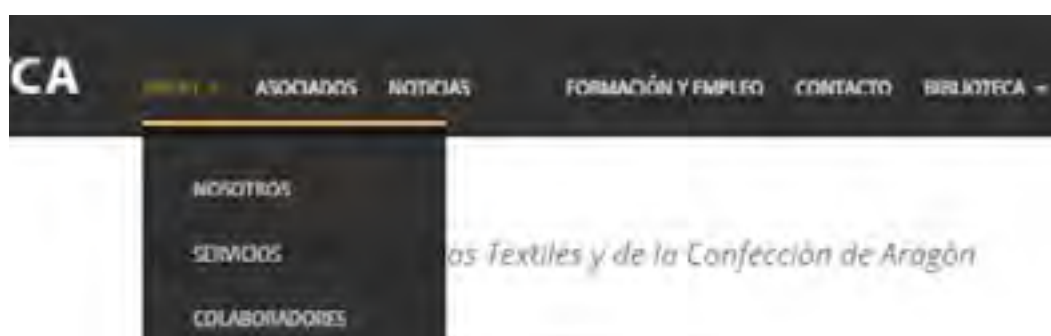 CA ASOCIADOS NOTICIAS FORMACIÓN Y EMPLEO CONTACTO BIBLIOTECA
NOSOTROS
SERVICIOS
os Textiles y de la Confección de Aragón
COLABORADORES